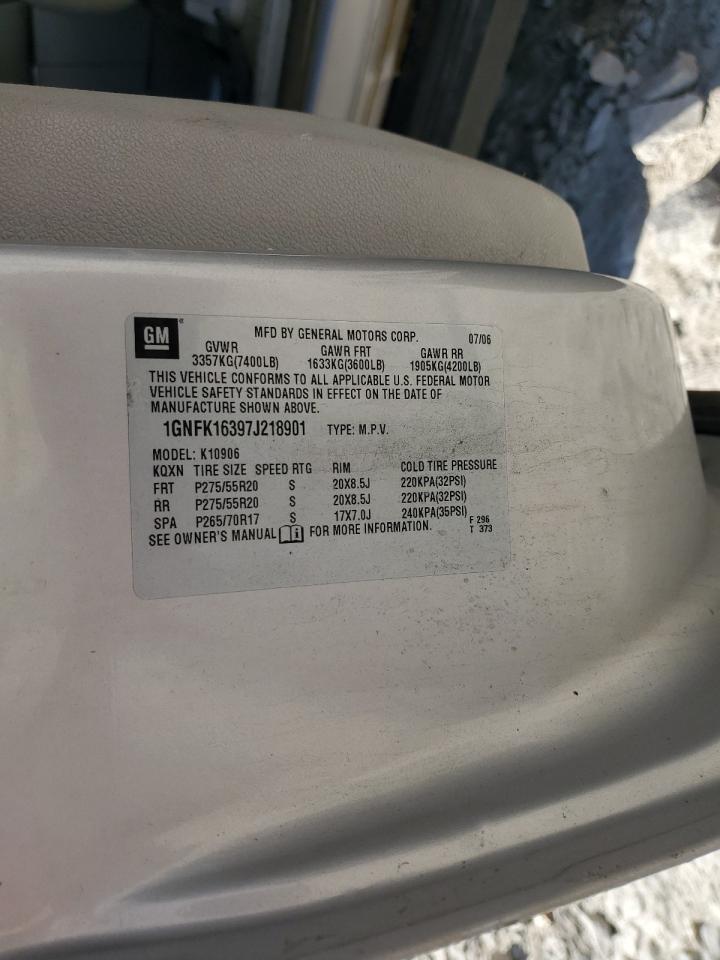 GM ®
MFD BY GENERAL MOTORS CORP. 07/06
GVWR GAWR FRT GAWR RR
3357KG(7400LB) 1633KG(3600LB) 1905KG(4200LB)
THIS VEHICLE CONFORMS TO ALL APPLICABLE U.S. FEDERAL MOTOR
VEHICLE SAFETY STANDARDS IN EFFECT ON THE DATE OF
MANUFACTURE SHOWN ABOVE.
1GNFK16397J218901 TYPE: M.P.V.
MODEL: K10906
KQXN TIRE SIZE SPEED RTG RIM COLD TIRE PRESSURE
FRT P275/55R20 S 20X8.5J 220KPA(32PSI)
RR P275/55R20 S 20X8.5J 220KPA(32PSI)
SPA P265/70R17 S 17X7.0J 240KPA(35PSI)
SEE OWNER'S MANUAL i FOR MORE INFORMATION.
F 296
T 373